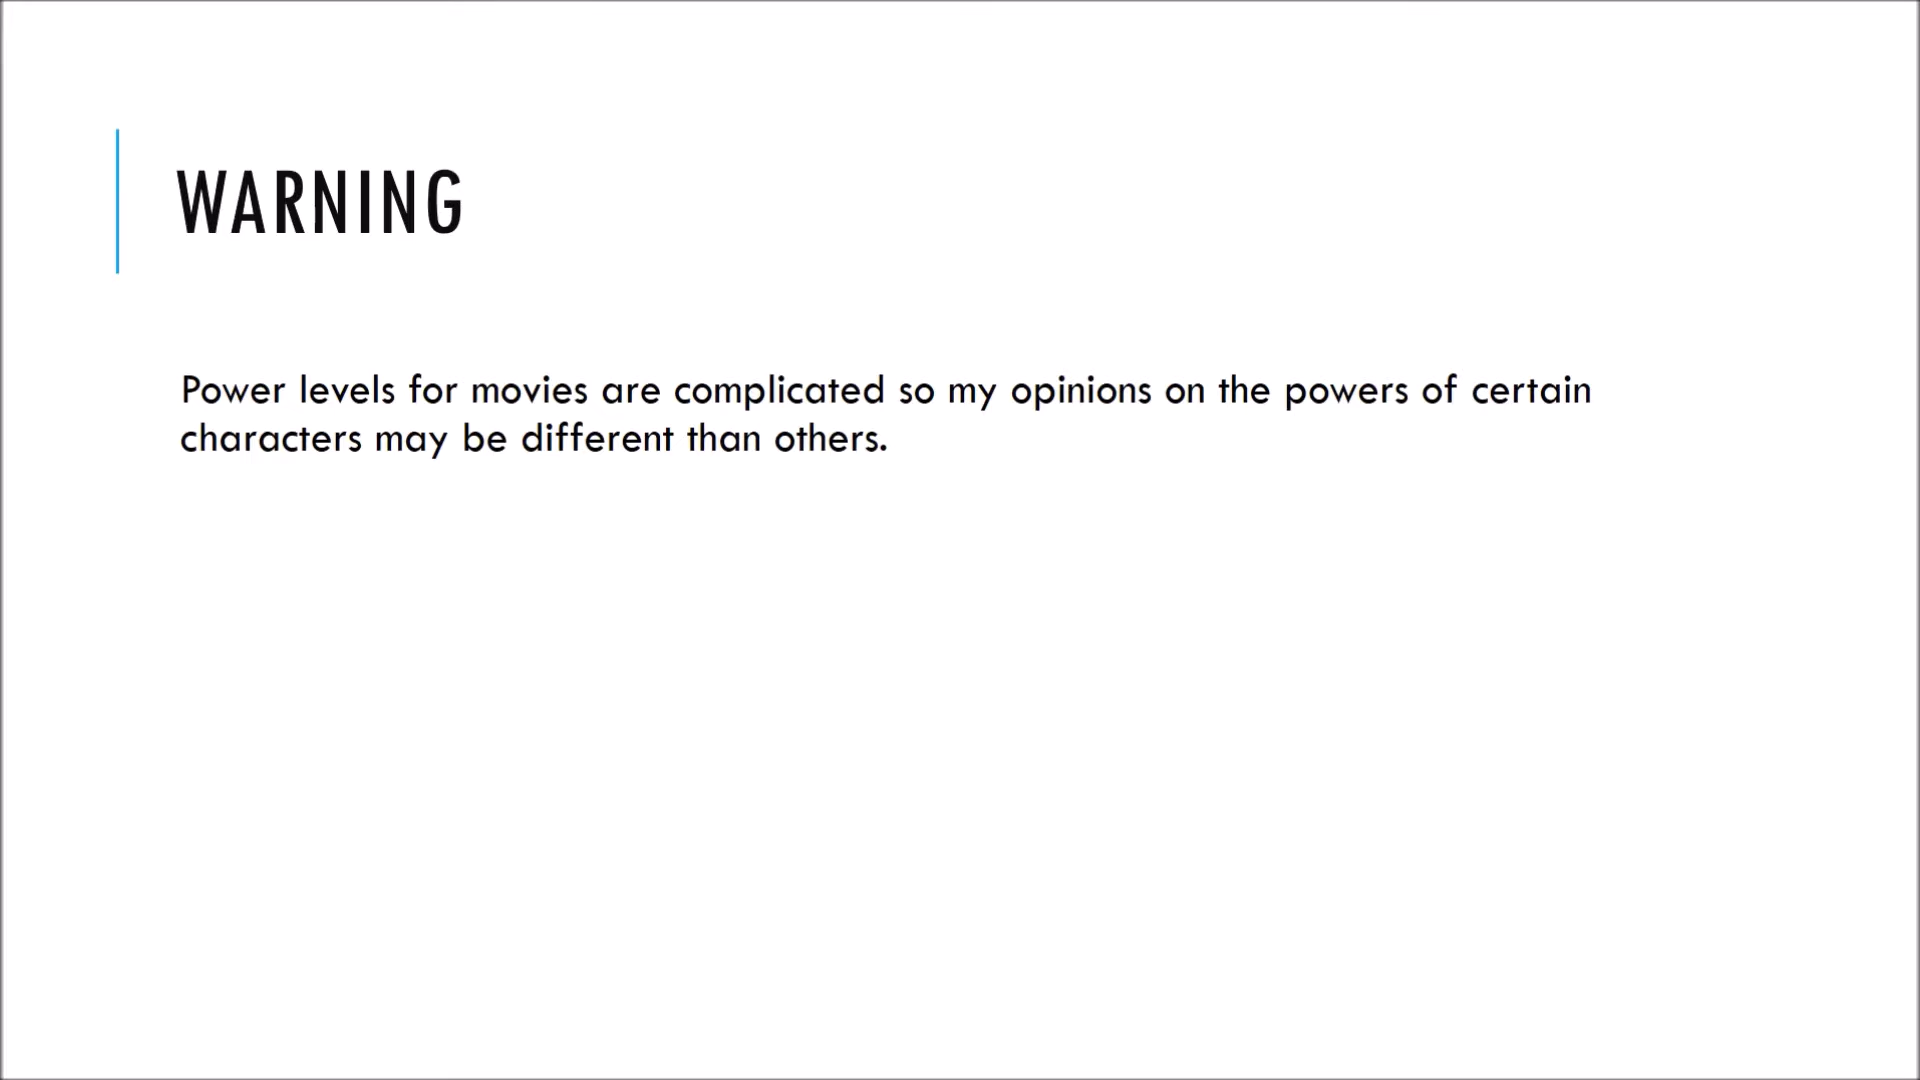 WARNING
Power levels for movies are complicated so my opinions on the powers of certain
characters may be different than others.